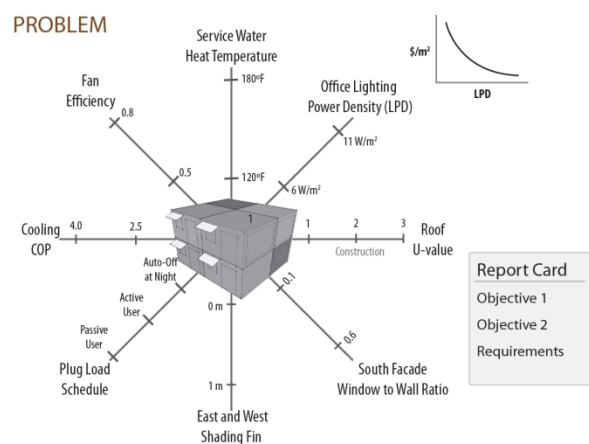 PROBLEM
Service Water
Heat Temperature
180ºF
120ºF
$/m²
LPD
Office Lighting
Power Density (LPD)
11 W/m²
6 W/m²
Fan
Efficiency
0.8
0.5
1
Cooling
COP
4.0
2.5
1
2
3
Construction
Roof
U-value
Auto-Off
at Night
Active
User
Passive
User
Plug Load
Schedule
0 m
1 m
East and West
Shading Fin
0.1
0.6
South Facade
Window to Wall Ratio
Report Card
Objective 1
Objective 2
Requirements